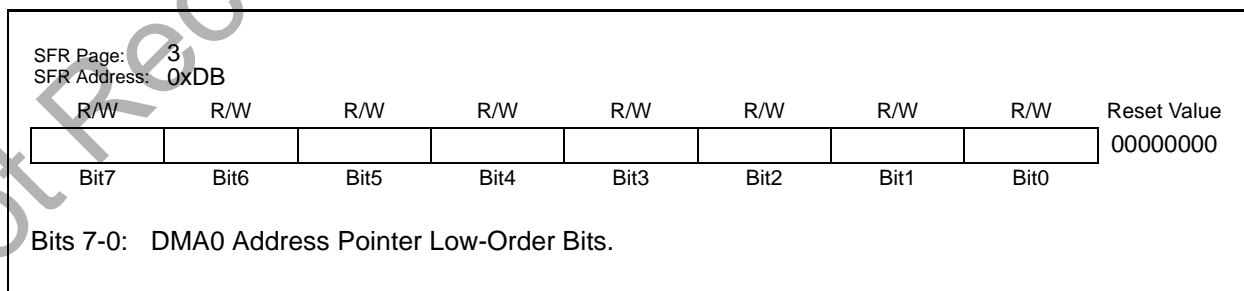 SFR Page: 3
SFR Address: 0xDB
R/W R/W R/W R/W R/W R/W R/W R/W Reset Value
00000000
Bit7 Bit6 Bit5 Bit4 Bit3 Bit2 Bit1 Bit0
Bits 7-0: DMA0 Address Pointer Low-Order Bits.